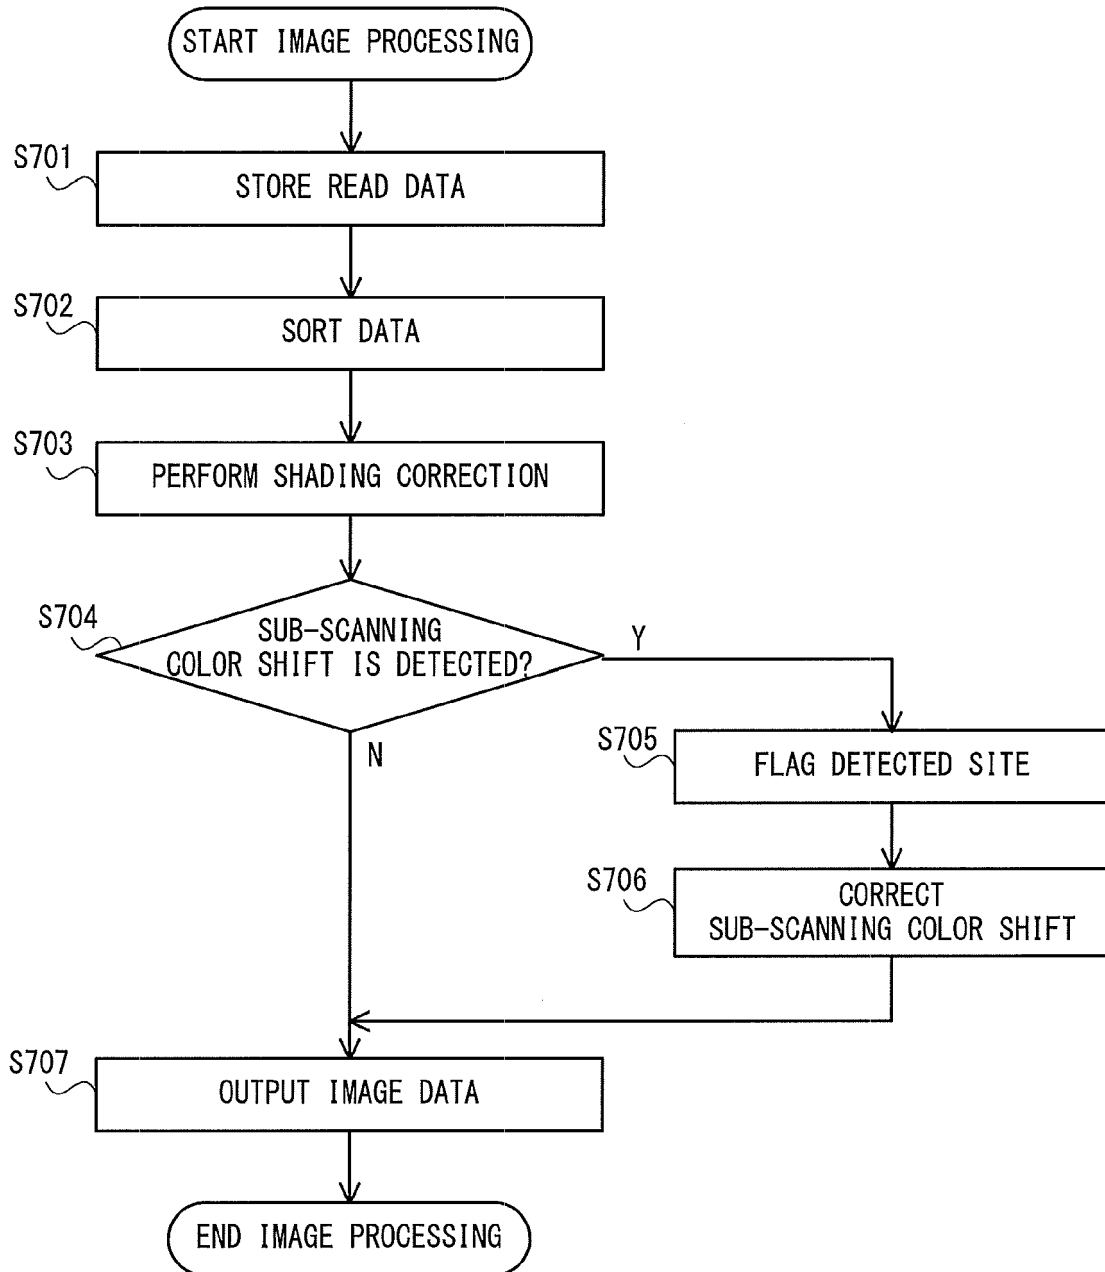 START IMAGE PROCESSING
S701
STORE READ DATA
S702
SORT DATA
S703
PERFORM SHADING CORRECTION
S704
SUB-SCANNING
COLOR SHIFT IS DETECTED?
Y
N
S705
FLAG DETECTED SITE
S706
CORRECT
SUB-SCANNING COLOR SHIFT
S707
OUTPUT IMAGE DATA
END IMAGE PROCESSING